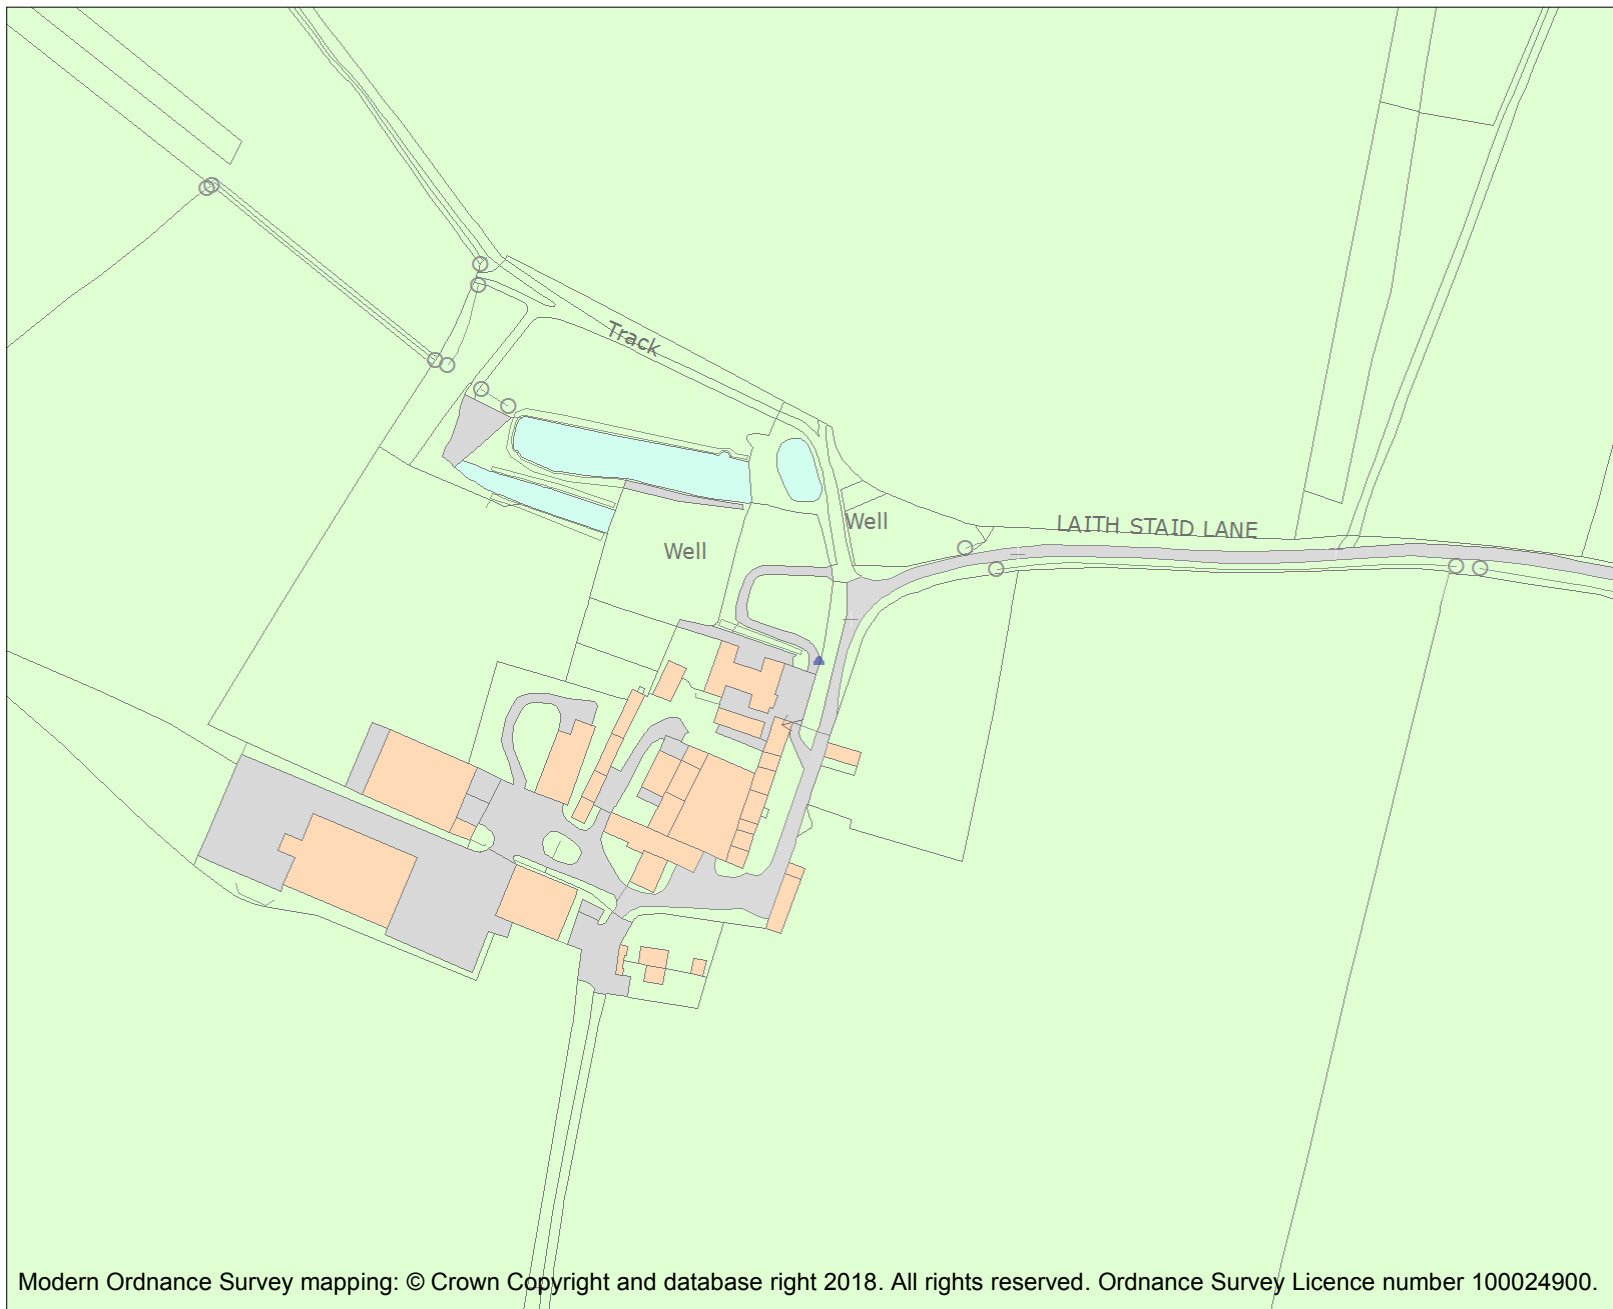 Track
Well
LAITH STAID LANE
Well
Modern Ordnance Survey mapping: © Crown Copyright and database right 2018. All rights reserved. Ordnance Survey Licence number 100024900.